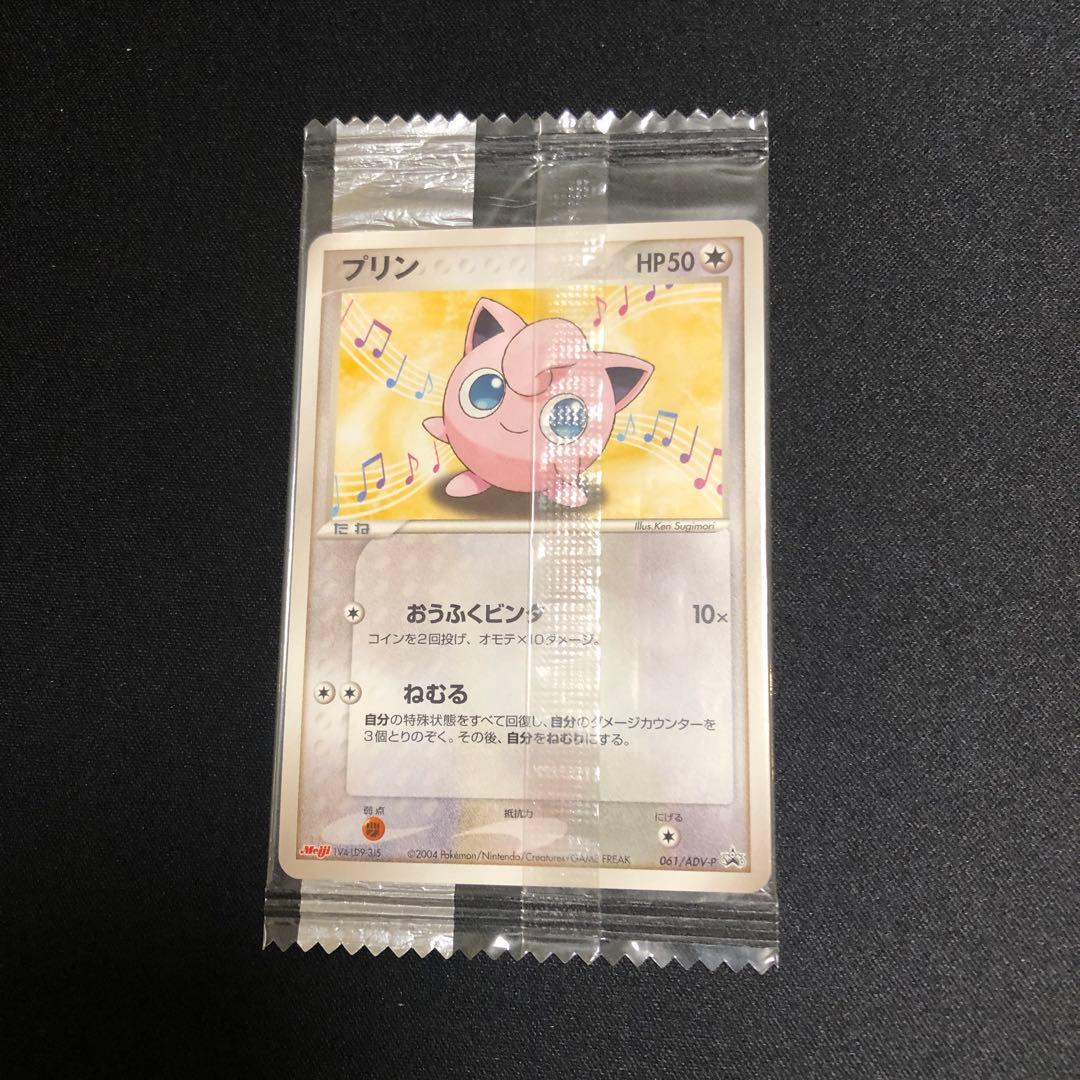 プリン
HP50
たね
Illus.Ken Sugimori
おうふくビンタ
10×
コインを2回投げ、オモテ×10ダメージ。
ねむる
自分の特殊状態をすべて回復し、自分のダメージカウンターを
3個とりのぞく。その後、自分をねむりにする。
弱点
抵抗力
にげる
Meiji 1V4-LD9-315 ©2004 Pokémon/Nintendo/Creatures/GAME FREAK 061/ADV-P